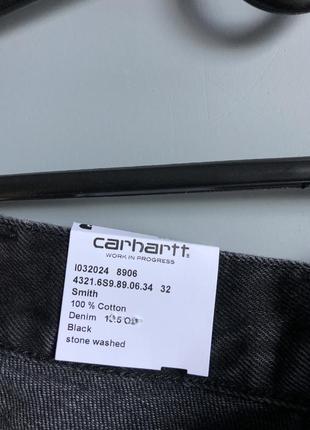 carhartt
WORK IN PROGRESS
I032024 8906
4321.6S9.89.06.34 32
Smith
100 % Cotton
Denim
Black
stone washed